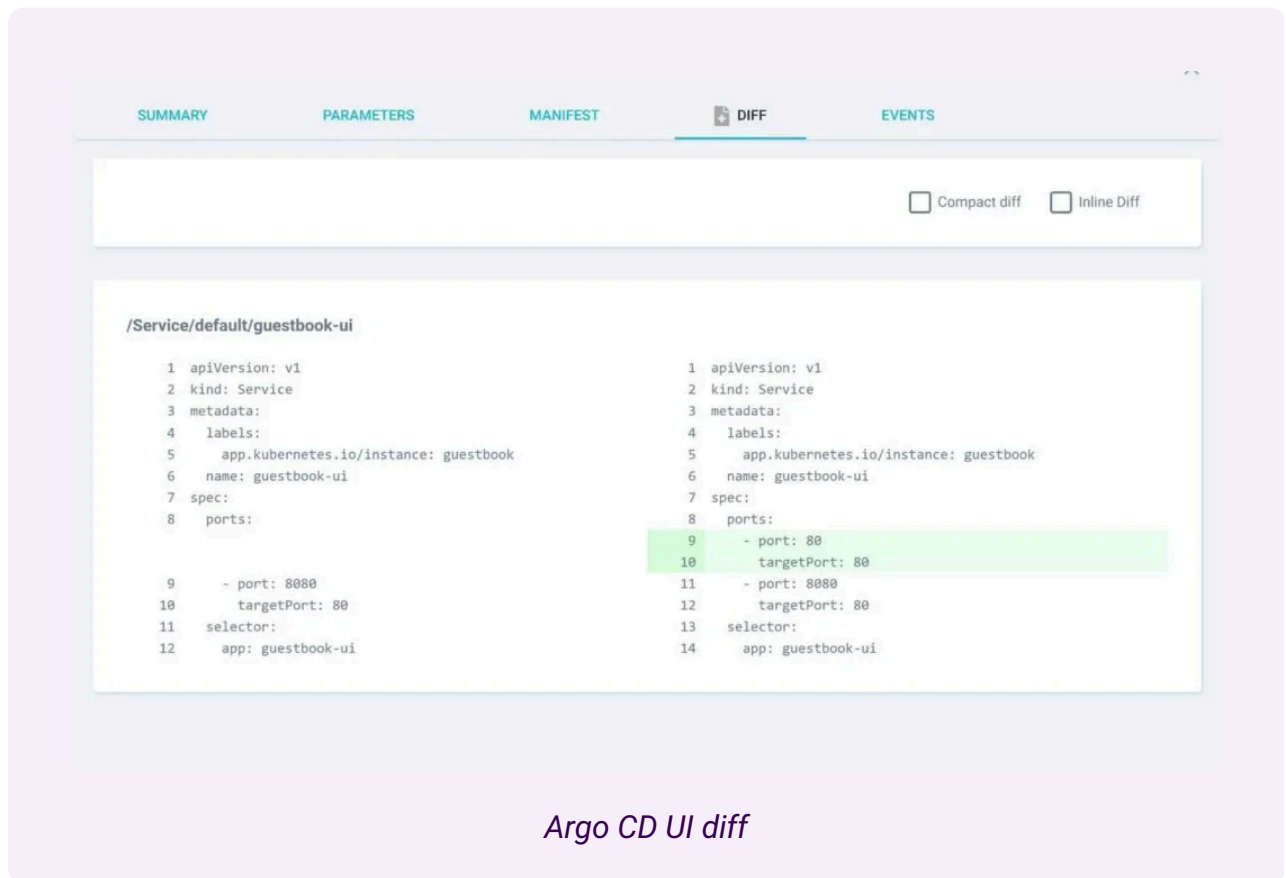 SUMMARY
PARAMETERS
MANIFEST
DIFF
EVENTS
Compact diff
Inline Diff
/Service/default/guestbook-ui
1 apiVersion: v1
2 kind: Service
3 metadata:
4   labels:
5     app.kubernetes.io/instance: guestbook
6   name: guestbook-ui
7 spec:
8   ports:
9     - port: 8080
10       targetPort: 80
11   selector:
12     app: guestbook-ui
1 apiVersion: v1
2 kind: Service
3 metadata:
4   labels:
5     app.kubernetes.io/instance: guestbook
6   name: guestbook-ui
7 spec:
8   ports:
9     - port: 80
10       targetPort: 80
11     - port: 8080
12       targetPort: 80
13   selector:
14     app: guestbook-ui
Argo CD UI diff